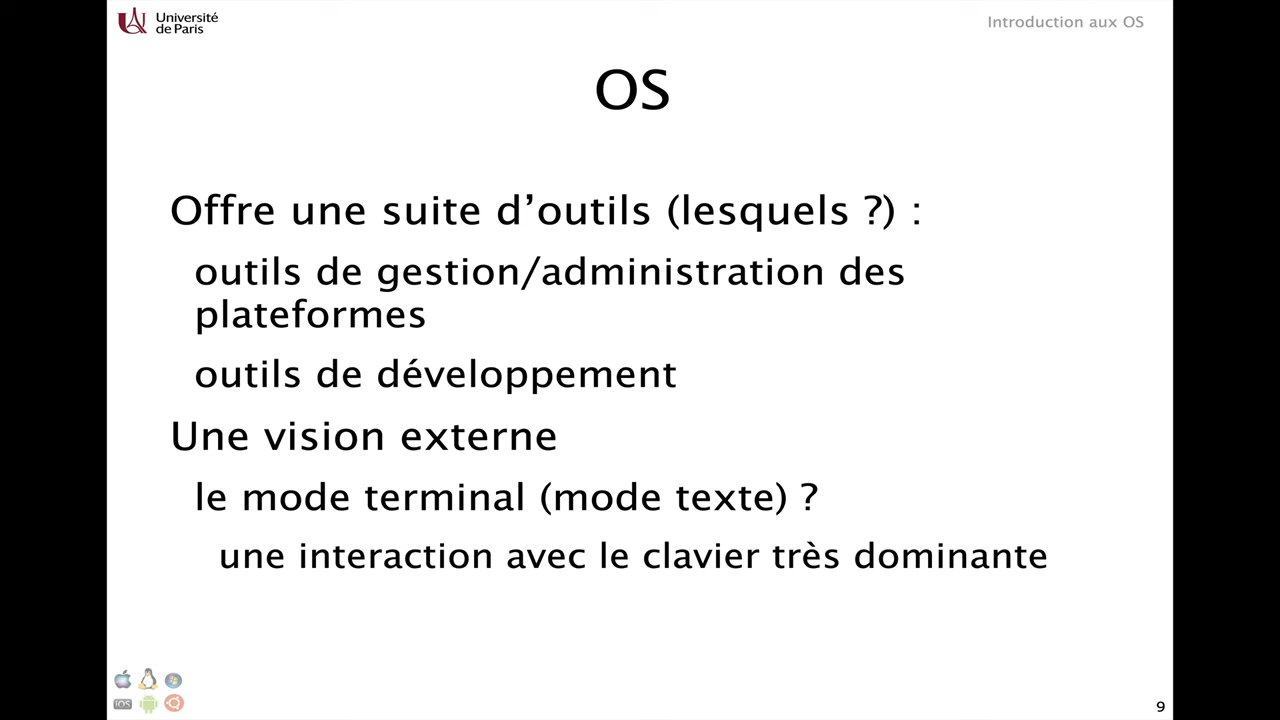 Université
de Paris
Introduction aux OS
OS
Offre une suite d’outils (lesquels ?) :
outils de gestion/administration des
plateformes
outils de développement
Une vision externe
le mode terminal (mode texte) ?
une interaction avec le clavier très dominante
iOS
9